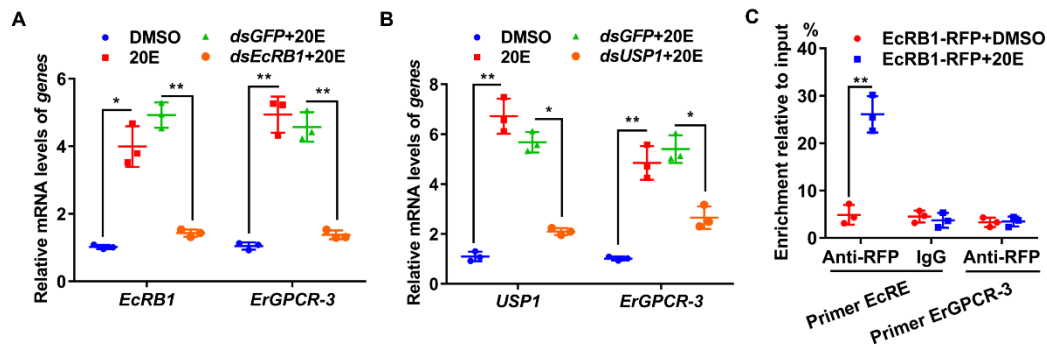 A
DMSO
20E
dsGFP+20E
dsEcRB1+20E
Relative mRNA levels of genes
6
4
2
0
*
**
**
**
EcRB1
ErGPCR-3
B
DMSO
20E
dsGFP+20E
dsUSP1+20E
Relative mRNA levels of genes
8
6
4
2
0
**
*
**
*
USP1
ErGPCR-3
C
%
EcRB1-RFP+DMSO
EcRB1-RFP+20E
Enrichment relative to input
40
30
20
10
0
**
Anti-RFP
IgG
Anti-RFP
Primer EcRE
Primer ErGPCR-3